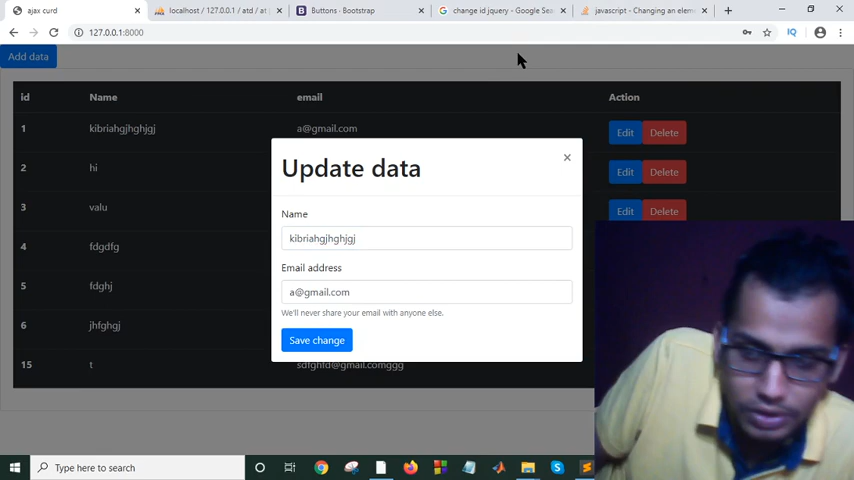 ajax curd
localhost / 127.0.0.1 / atd / at
Buttons · Bootstrap
change id jquery - Google Sea
javascript - Changing an elem
127.0.0.1:8000
IQ
Add data
id Name email Action
1 kibriahgjhghjgj a@gmail.com Edit Delete
2 hi Edit Delete
3 valu Edit Delete
4 fdgdfg
5 fdghj
6 jhfghgj
15 t sdfghfd@gmail.comggg
Update data
×
Name
kibriahgjhghjgj
Email address
a@gmail.com
We'll never share your email with anyone else.
Save change
Type here to search